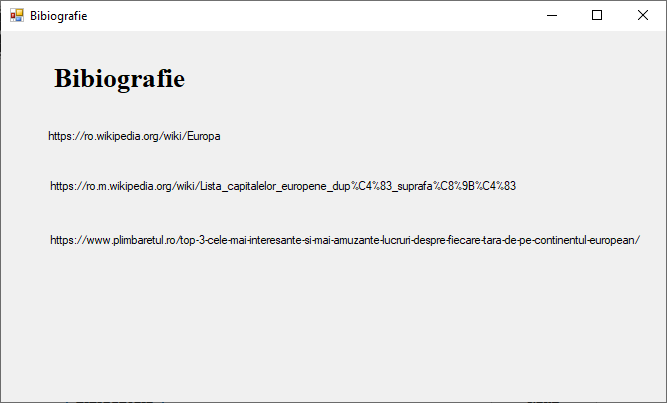 Bibiografie
Bibiografie
https://ro.wikipedia.org/wiki/Europa
https://ro.m.wikipedia.org/wiki/Lista_capitalelor_europene_dup%C4%83_suprafa%C8%9B%C4%83
https://www.plimbaretul.ro/top-3-cele-mai-interesante-si-mai-amuzante-lucruri-despre-fiecare-tara-de-pe-continentul-european/